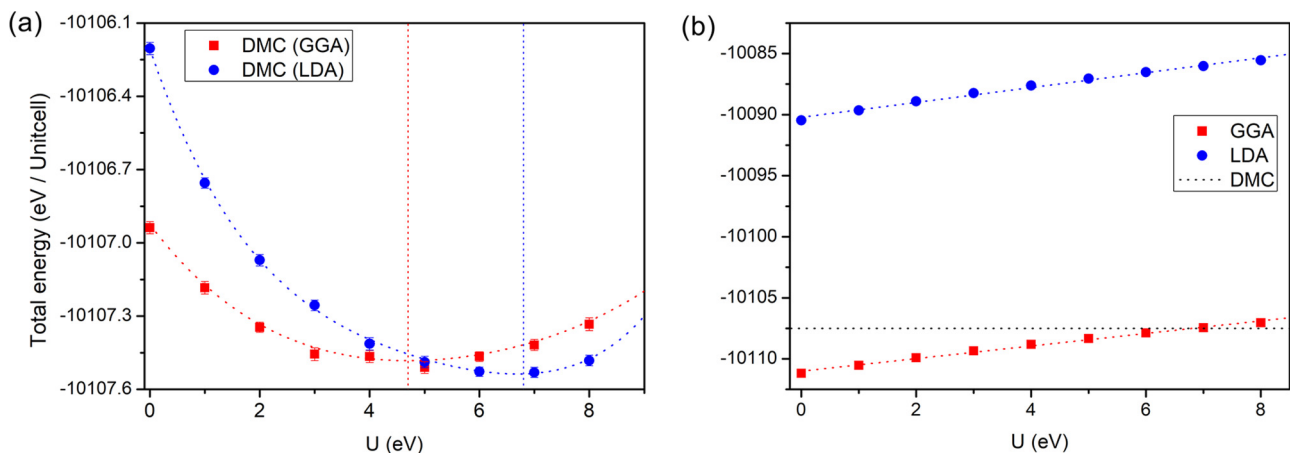 (a)
Total energy (eV / Unitcell)
-10106.1
-10106.4
-10106.7
-10107.0
-10107.3
-10107.6
DMC (GGA)
DMC (LDA)
0
2
4
6
8
U (eV)
(b)
-10085
-10090
-10095
-10100
-10105
-10110
GGA
LDA
DMC
0
1
2
3
4
5
6
7
8
U (eV)